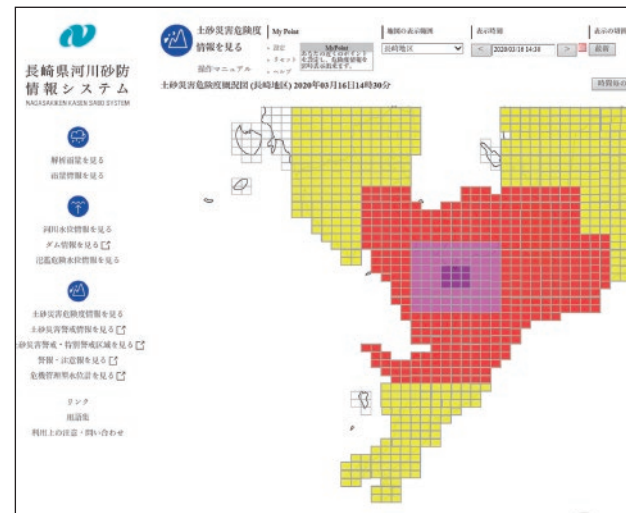 長崎県河川砂防
情報システム
NAGASAKIKEN KASEN SABO SYSTEM
解析雨量を見る
雨量情報を見る
河川水位情報を見る
ダム情報を見る
氾濫危険水位情報を見る
土砂災害危険度情報を見る
土砂災害警戒情報を見る
土砂災害警戒・特別警戒区域を見る
警報・注意報を見る
危機管理型水位計を見る
リンク
用語集
利用上の注意・問い合わせ
土砂災害危険度
情報を見る
操作マニュアル
My Point
設定
リセット
ヘルプ
MyPoint
地図の表示範囲
長崎地区
表示時刻
<
2020/03/16 14:30
>
最新
土砂災害危険度概況図 (長崎地区) 2020年03月16日14時30分